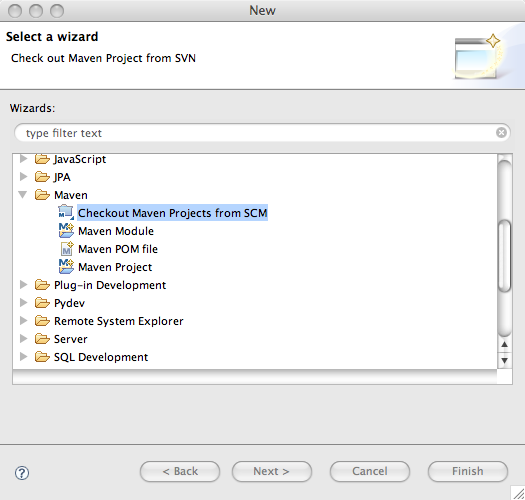 New
Select a wizard
Check out Maven Project from SVN
Wizards:
type filter text
JavaScript
JPA
Maven
Checkout Maven Projects from SCM
Maven Module
Maven POM file
Maven Project
Plug-in Development
Pydev
Remote System Explorer
Server
SQL Development
? < Back Next > Cancel Finish